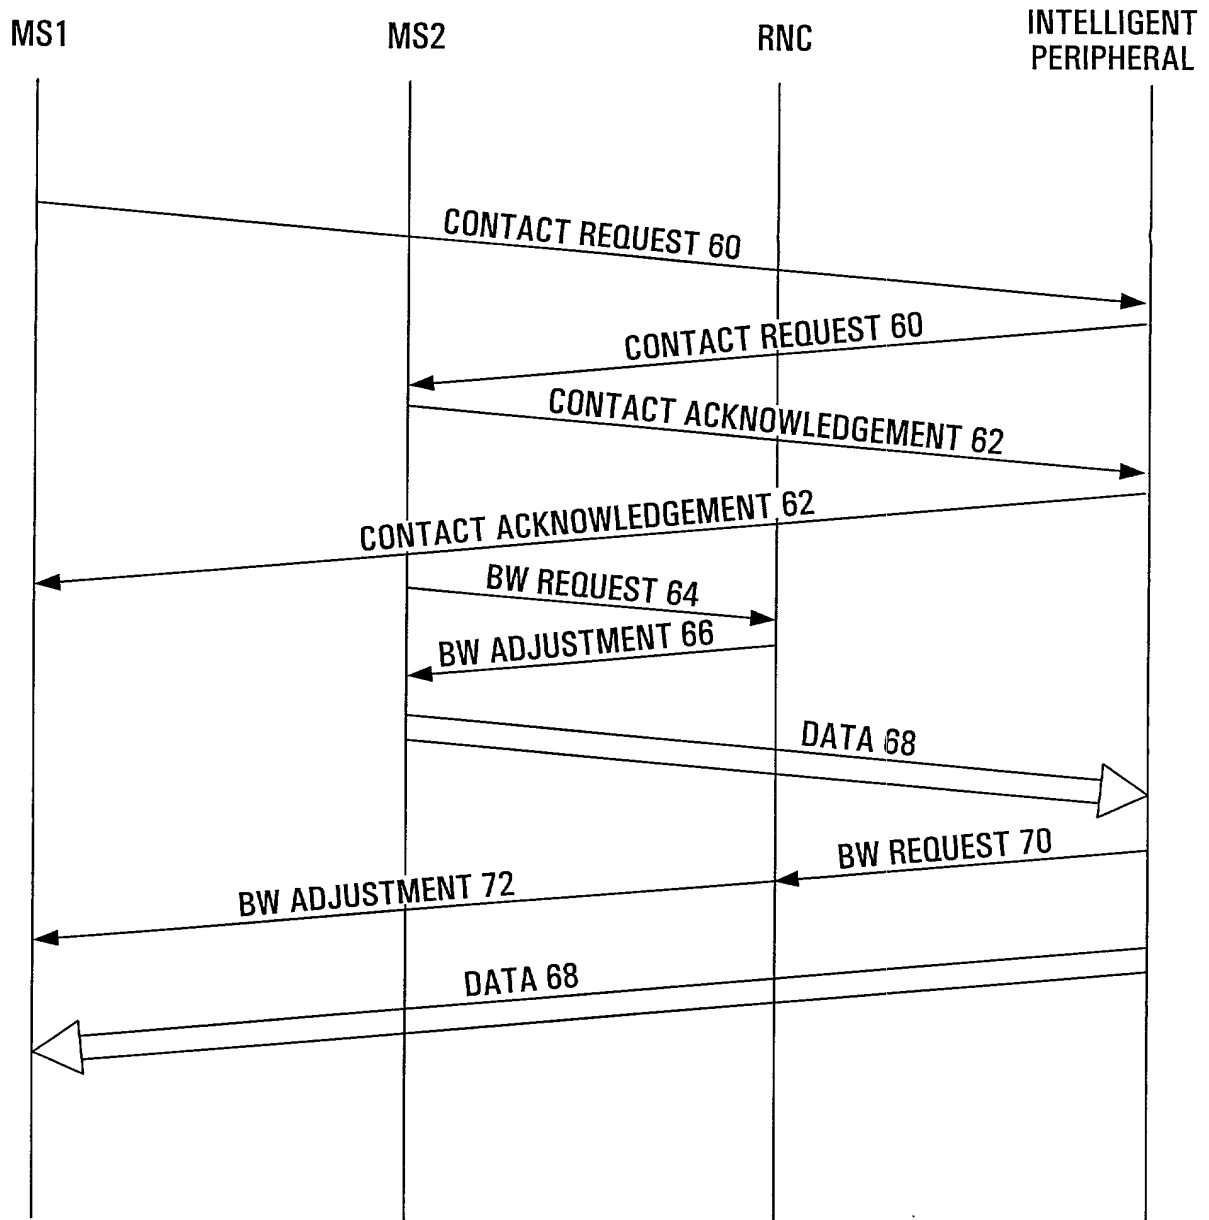 MS1
MS2
RNC
INTELLIGENT
PERIPHERAL
CONTACT REQUEST 60
CONTACT REQUEST 60
CONTACT ACKNOWLEDGEMENT 62
CONTACT ACKNOWLEDGEMENT 62
BW REQUEST 64
BW ADJUSTMENT 66
DATA 68
BW REQUEST 70
BW ADJUSTMENT 72
DATA 68